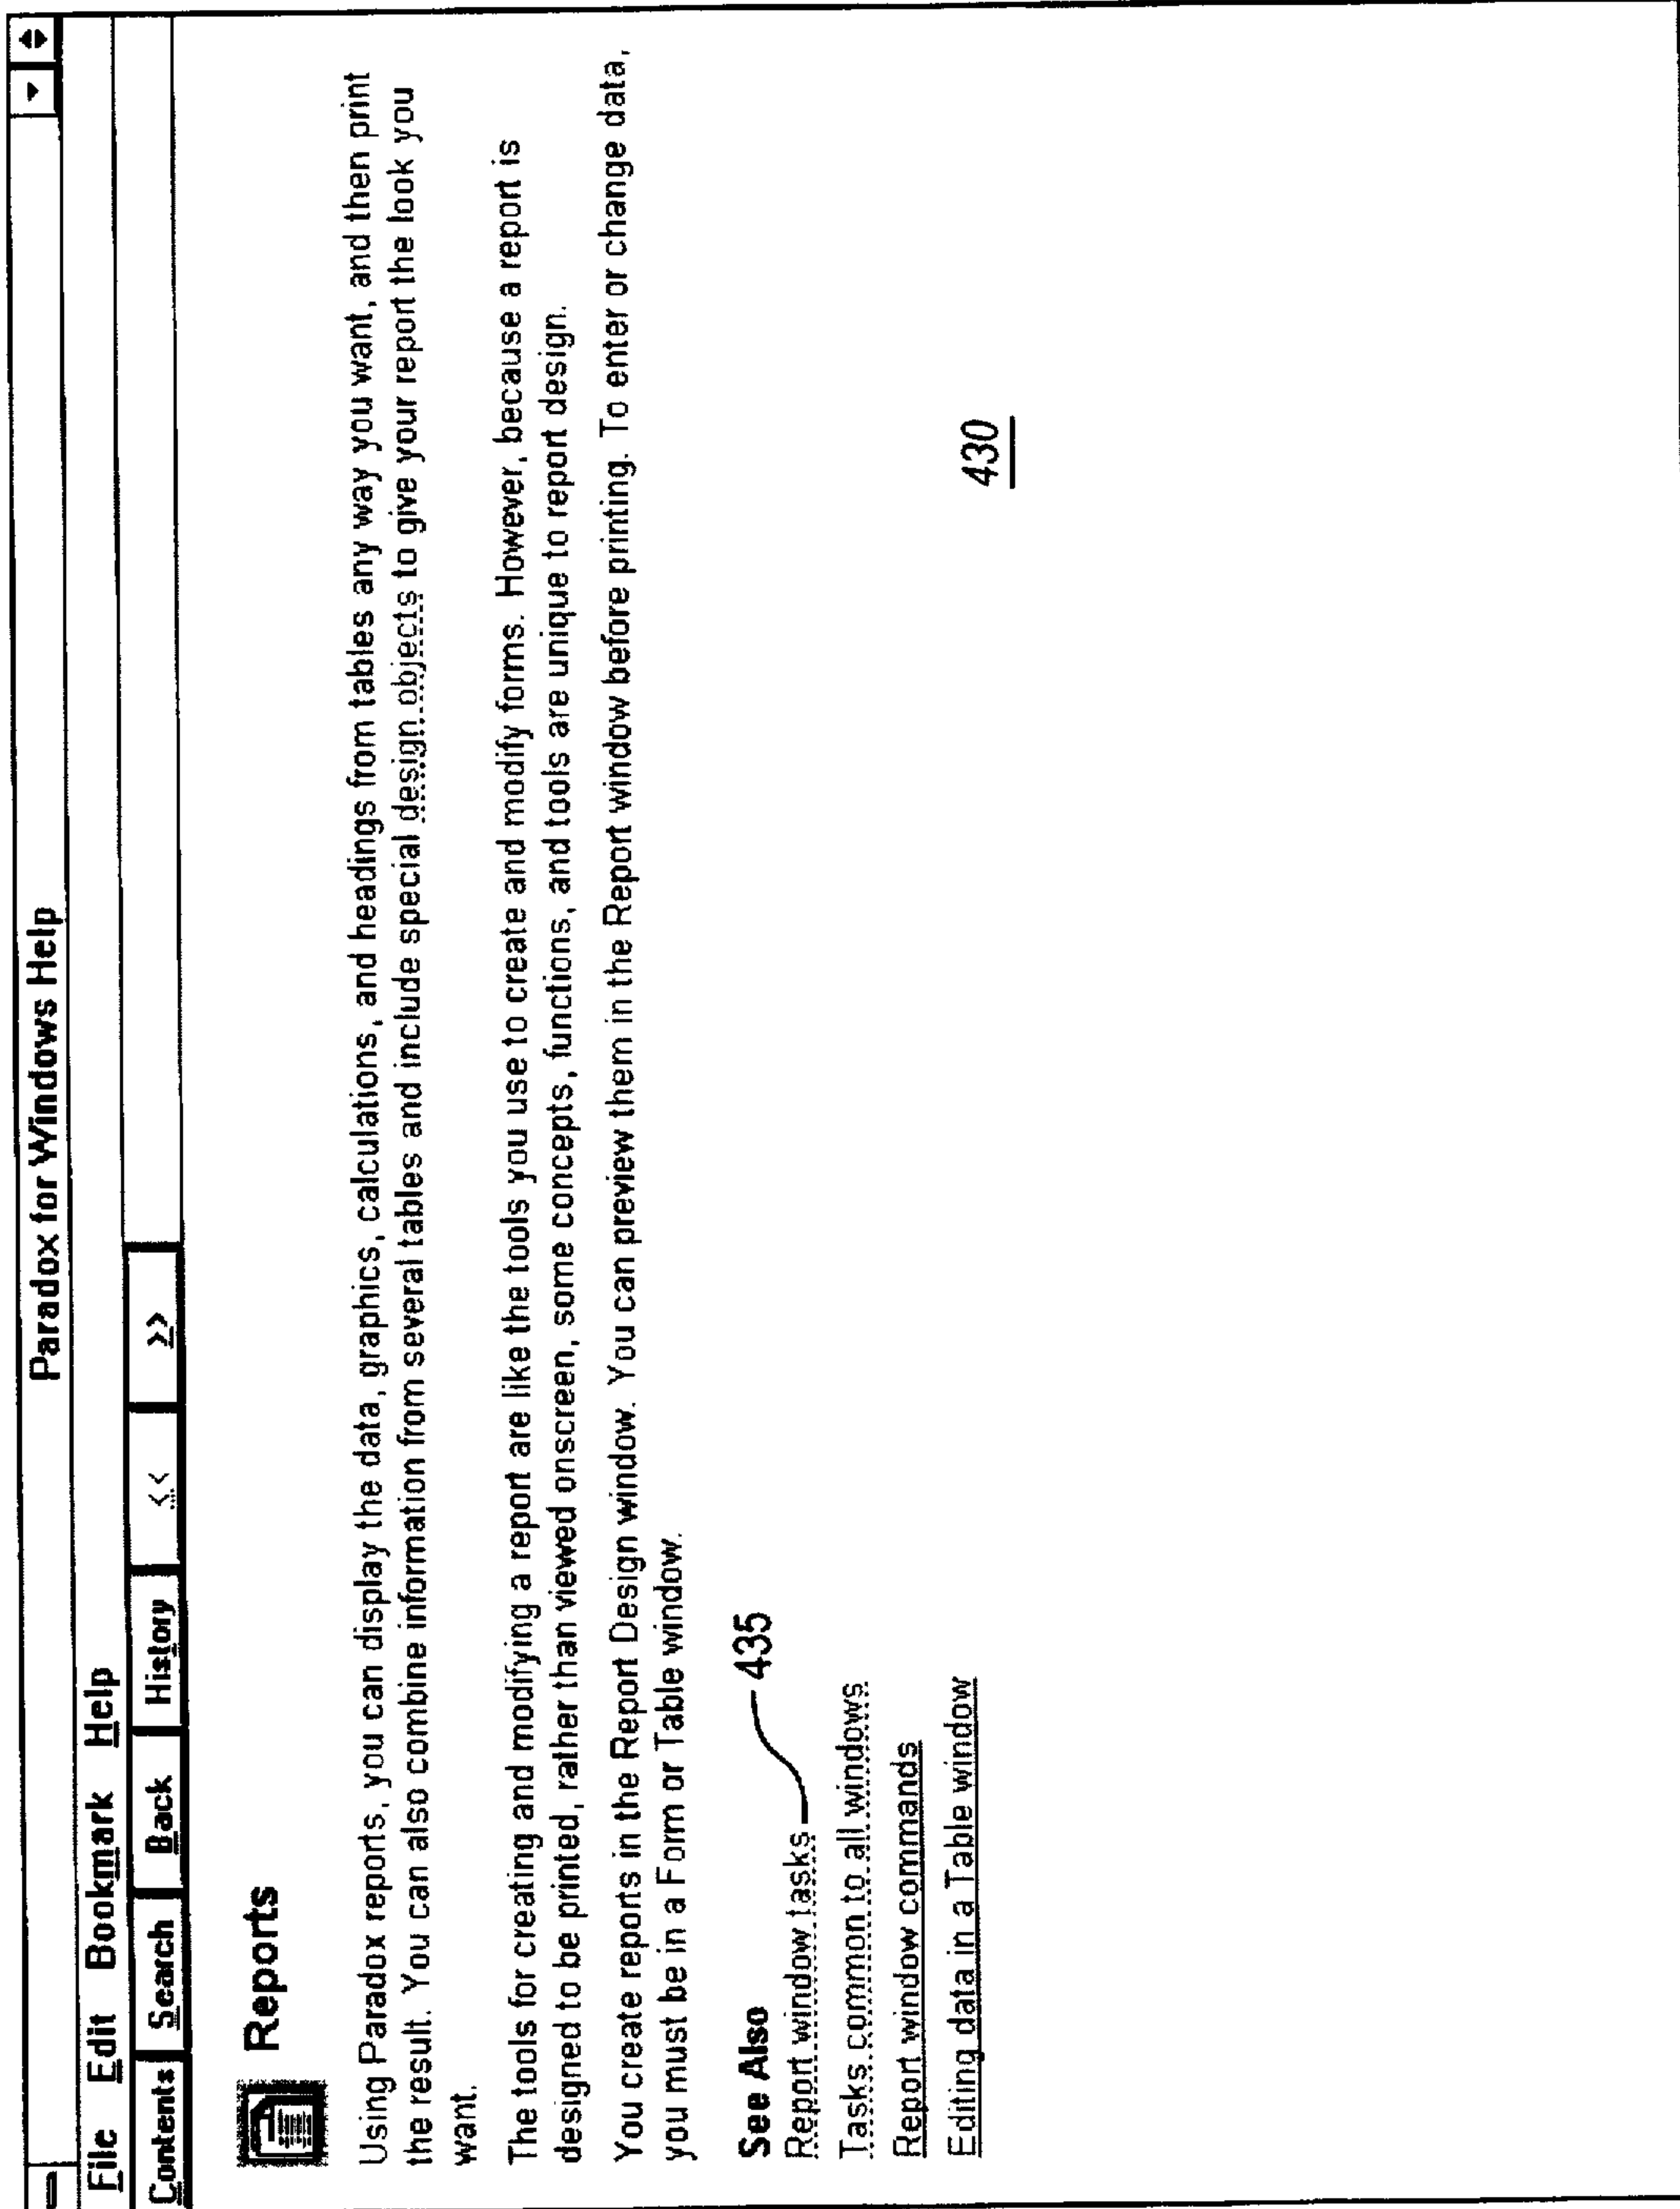 Paradox for Windows Help
File Edit Bookmark Help
Contents Search Back History << >>
Reports
Using Paradox reports, you can display the data, graphics, calculations, and headings from tables any way you want, and then print
the result. You can also combine information from several tables and include special design objects to give your report the look you
want.
The tools for creating and modifying a report are like the tools you use to create and modify forms. However, because a report is
designed to be printed, rather than viewed onscreen, some concepts, functions, and tools are unique to report design.
You create reports in the Report Design window. You can preview them in the Report window before printing. To enter or change data,
you must be in a Form or Table window.
See Also
435
Report window tasks
Tasks common to all windows
Report window commands
Editing data in a Table window
430